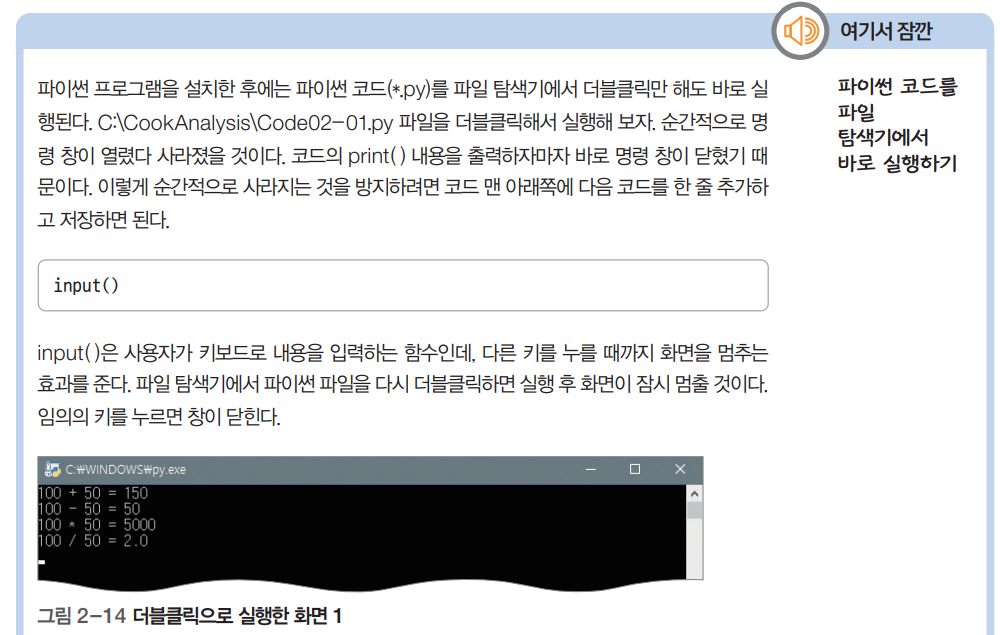 여기서 잠깐
파이썬 코드를
파일
탐색기에서
바로 실행하기
파이썬 프로그램을 설치한 후에는 파이썬 코드(*.py)를 파일 탐색기에서 더블클릭만 해도 바로 실
행된다. C:\CookAnalysis\Code02-01.py 파일을 더블클릭해서 실행해 보자. 순간적으로 명
령 창이 열렸다 사라졌을 것이다. 코드의 print( ) 내용을 출력하자마자 바로 명령 창이 닫혔기 때
문이다. 이렇게 순간적으로 사라지는 것을 방지하려면 코드 맨 아래쪽에 다음 코드를 한 줄 추가하
고 저장하면 된다.
input()
input( )은 사용자가 키보드로 내용을 입력하는 함수인데, 다른 키를 누를 때까지 화면을 멈추는
효과를 준다. 파일 탐색기에서 파이썬 파일을 다시 더블클릭하면 실행 후 화면이 잠시 멈출 것이다.
임의의 키를 누르면 창이 닫힌다.
C:₩WINDOWS₩py.exe
100 + 50 = 150
100 - 50 = 50
100 * 50 = 5000
100 / 50 = 2.0
그림 2-14 더블클릭으로 실행한 화면 1